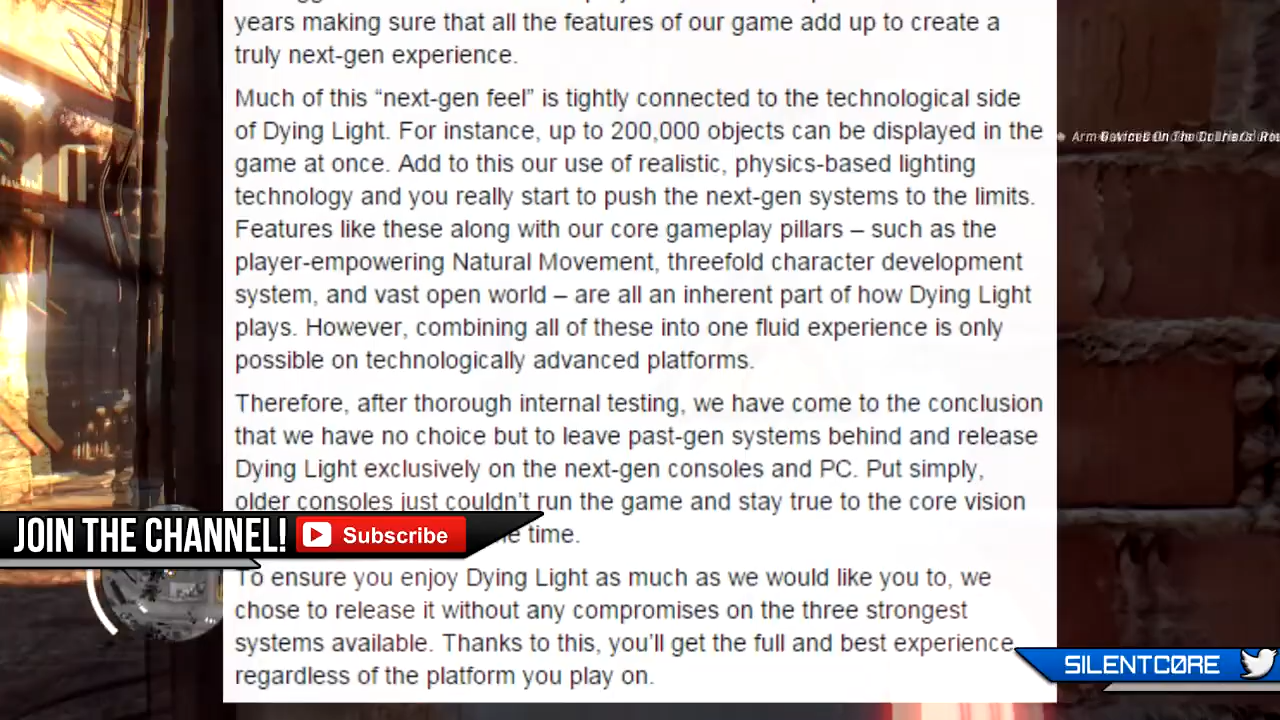 years making sure that all the features of our game add up to create a
truly next-gen experience.
Much of this “next-gen feel” is tightly connected to the technological side
of Dying Light. For instance, up to 200,000 objects can be displayed in the
game at once. Add to this our use of realistic, physics-based lighting
technology and you really start to push the next-gen systems to the limits.
Features like these along with our core gameplay pillars – such as the
player-empowering Natural Movement, threefold character development
system, and vast open world – are all an inherent part of how Dying Light
plays. However, combining all of these into one fluid experience is only
possible on technologically advanced platforms.
Therefore, after thorough internal testing, we have come to the conclusion
that we have no choice but to leave past-gen systems behind and release
Dying Light exclusively on the next-gen consoles and PC. Put simply,
older consoles just couldn’t run the game and stay true to the core vision
time.
JOIN THE CHANNEL! Subscribe
To ensure you enjoy Dying Light as much as we would like you to, we
chose to release it without any compromises on the three strongest
systems available. Thanks to this, you’ll get the full and best experience
regardless of the platform you play on.
SILENTCØRE